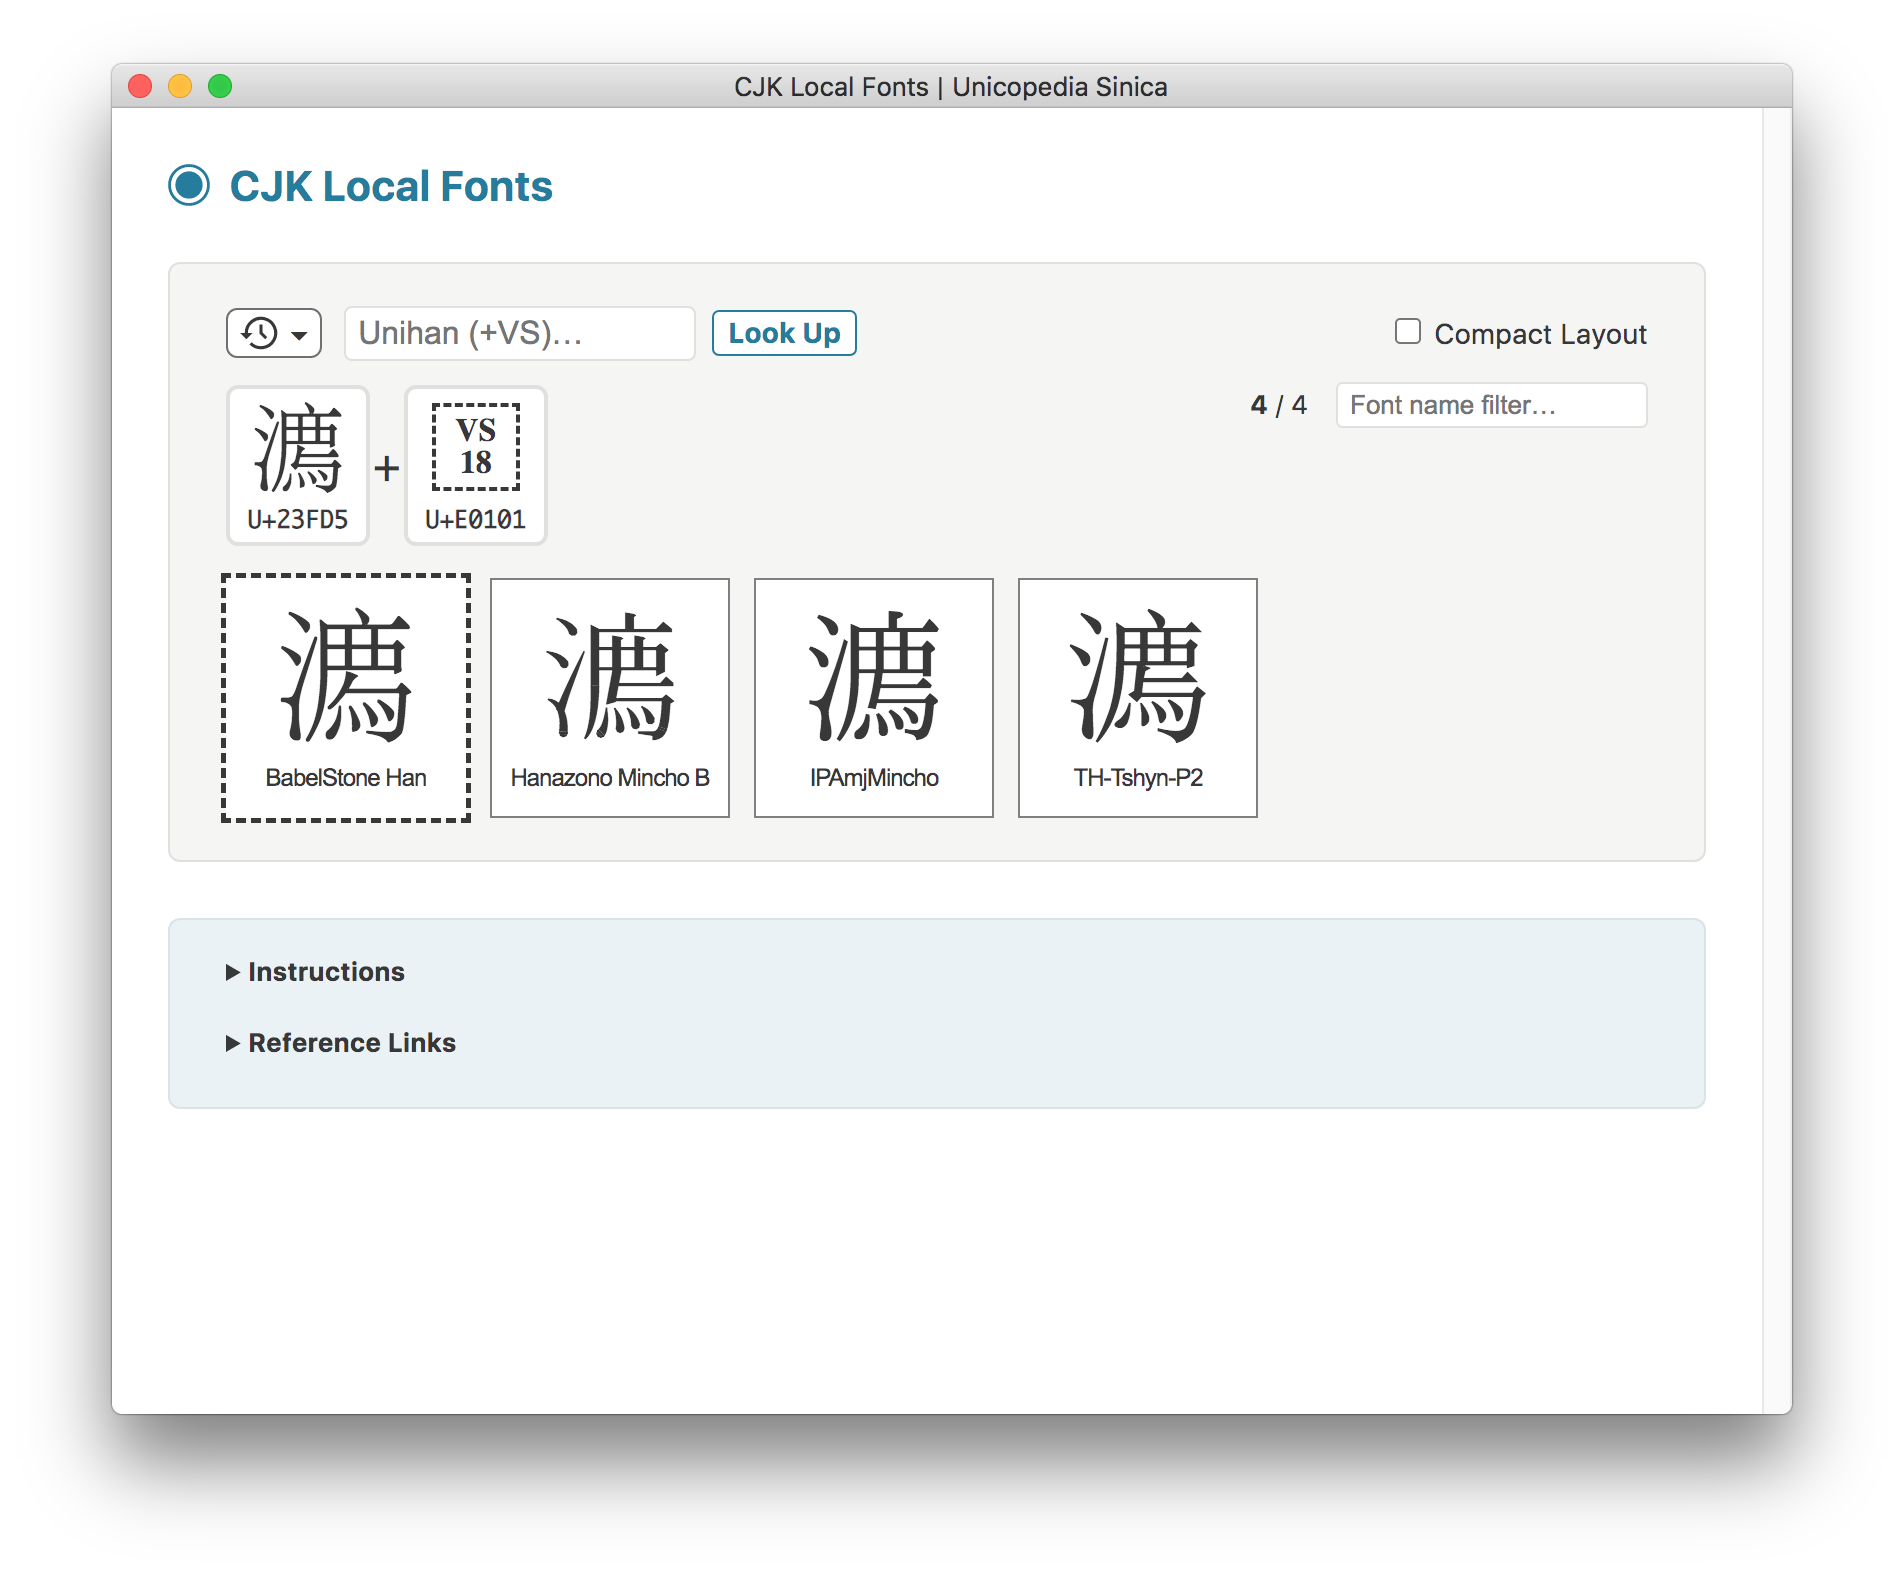 CJK Local Fonts | Unicopedia Sinica
CJK Local Fonts
Unihan (+VS)…
Look Up
Compact Layout
4 / 4
Font name filter…
𣿕 + VS 18
U+23FD5 U+E0101
𣿕󠄁 𣿕󠄁 𣿕󠄁 𣿕󠄁
BabelStone Han Hanazono Mincho B IPAmjMincho TH-Tshyn-P2
Instructions
Reference Links